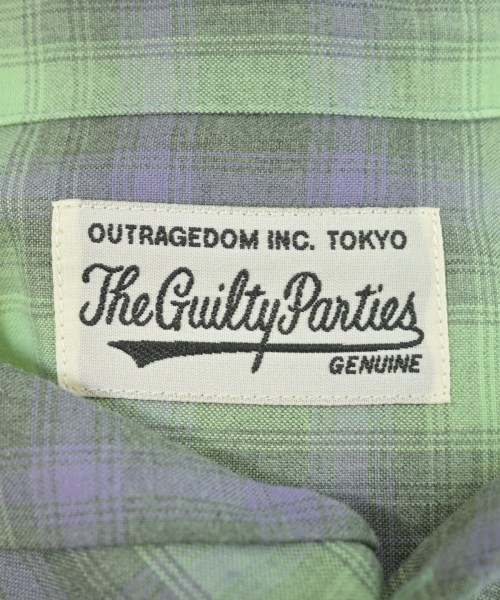 OUTRAGEDOM INC. TOKYO
The Guilty Parties
GENUINE